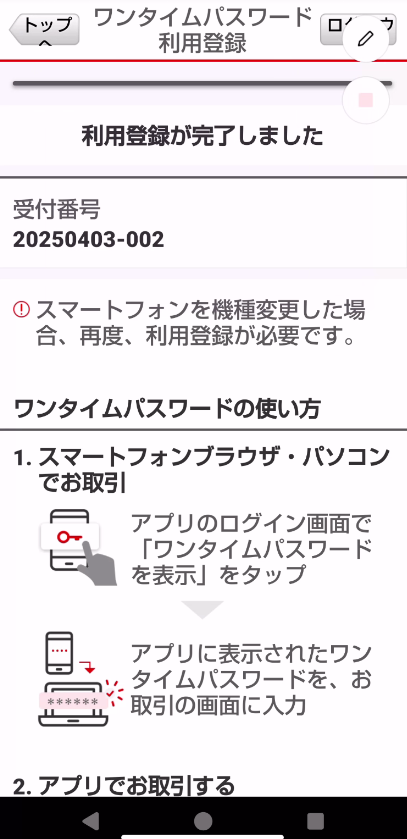 トップへ
ワンタイムパスワード
利用登録
利用登録が完了しました
受付番号
20250403-002
スマートフォンを機種変更した場
合、再度、利用登録が必要です。
ワンタイムパスワードの使い方
1. スマートフォンブラウザ・パソコン
でお取引
アプリのログイン画面で
「ワンタイムパスワード
を表示」をタップ
アプリに表示されたワン
タイムパスワードを、お
取引の画面に入力
******
2. アプリでお取引する